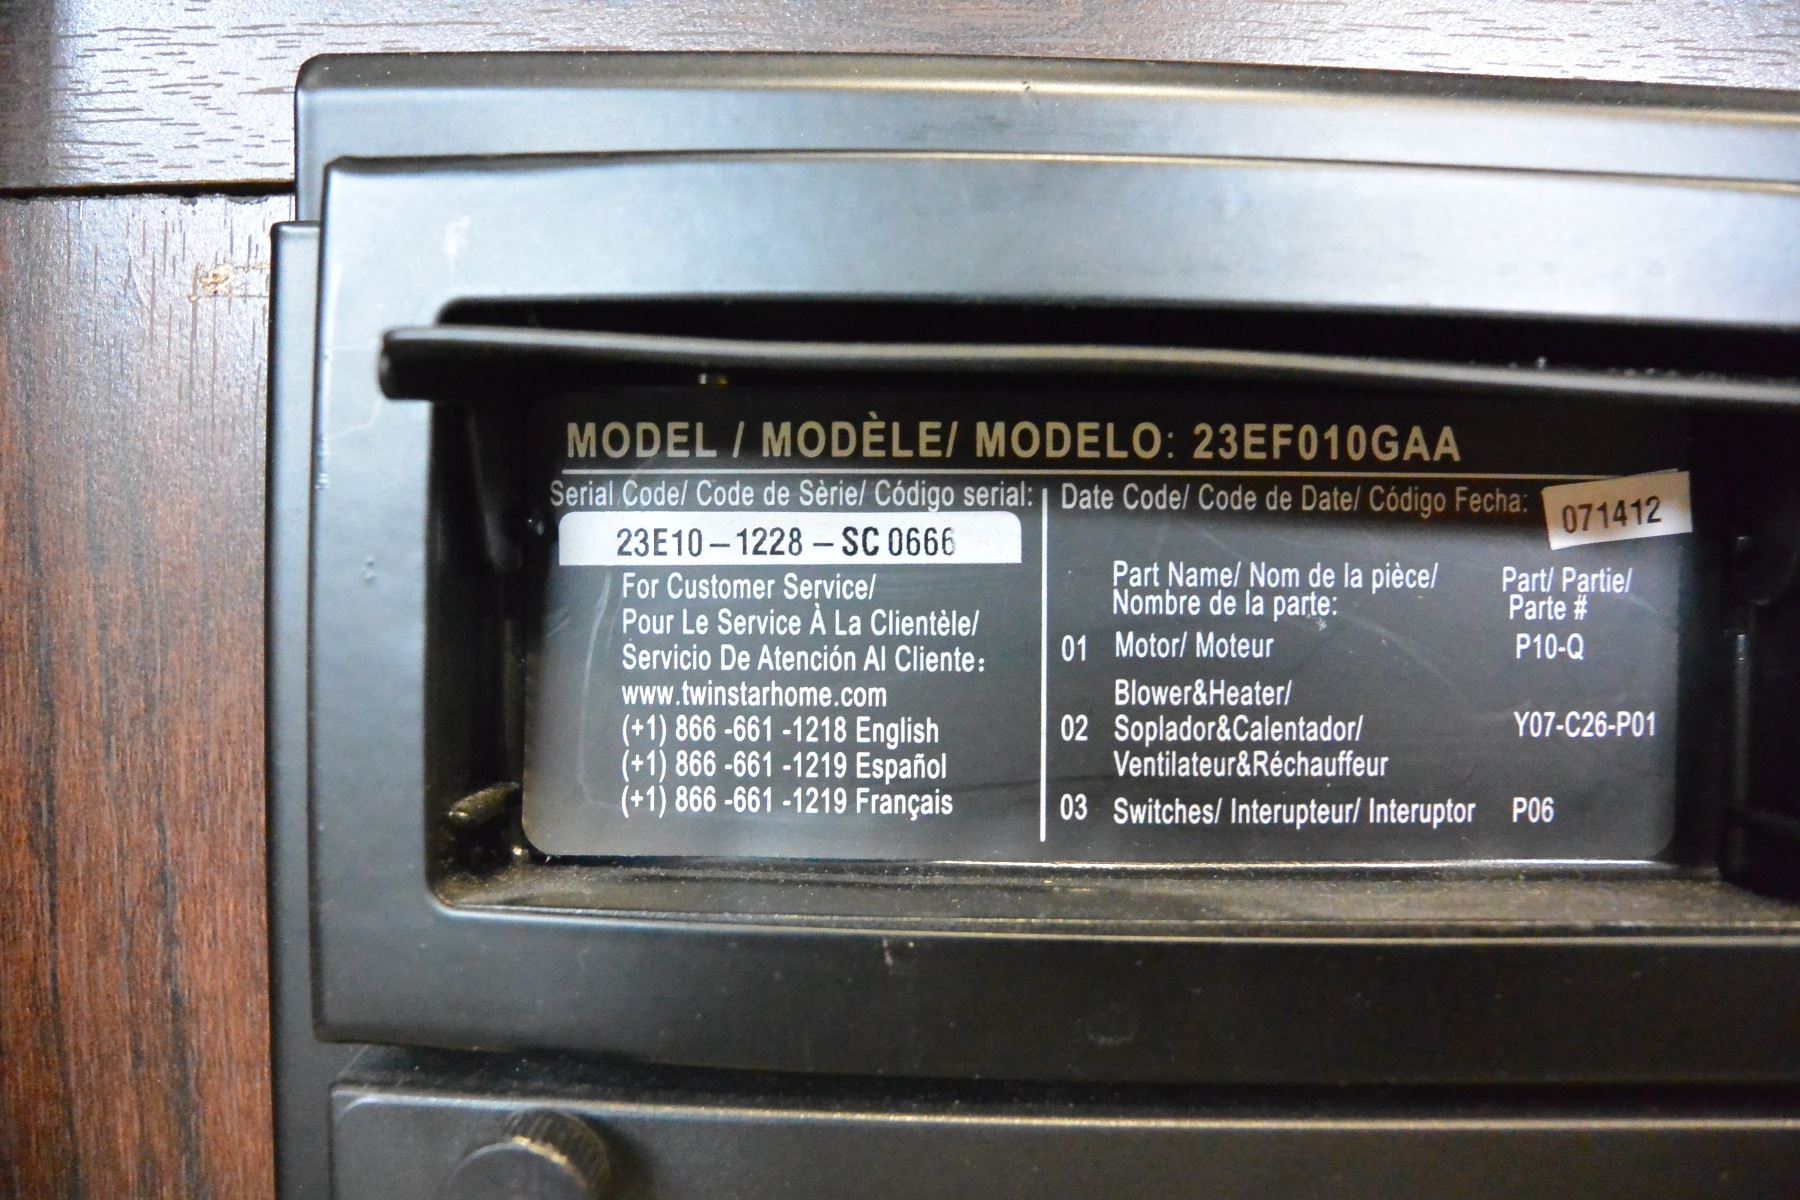 MODEL / MODÈLE/ MODELO: 23EF010GAA
Serial Code/ Code de Sèrie/ Código serial:
23E10 – 1228 – SC 0666
For Customer Service/
Pour Le Service À La Clientèle/
Servicio De Atención Al Cliente:
www.twinstarhome.com
(+1) 866 -661 -1218 English
(+1) 866 -661 -1219 Español
(+1) 866 -661 -1219 Français
Date Code/ Code de Date/ Código Fecha: 071412
Part Name/ Nom de la pièce/ Part/ Partie/
Nombre de la parte: Parte #
01 Motor/ Moteur P10-Q
Blower&Heater/
02 Soplador&Calentador/ Y07-C26-P01
Ventilateur&Réchauffeur
03 Switches/ Interupteur/ Interuptor P06